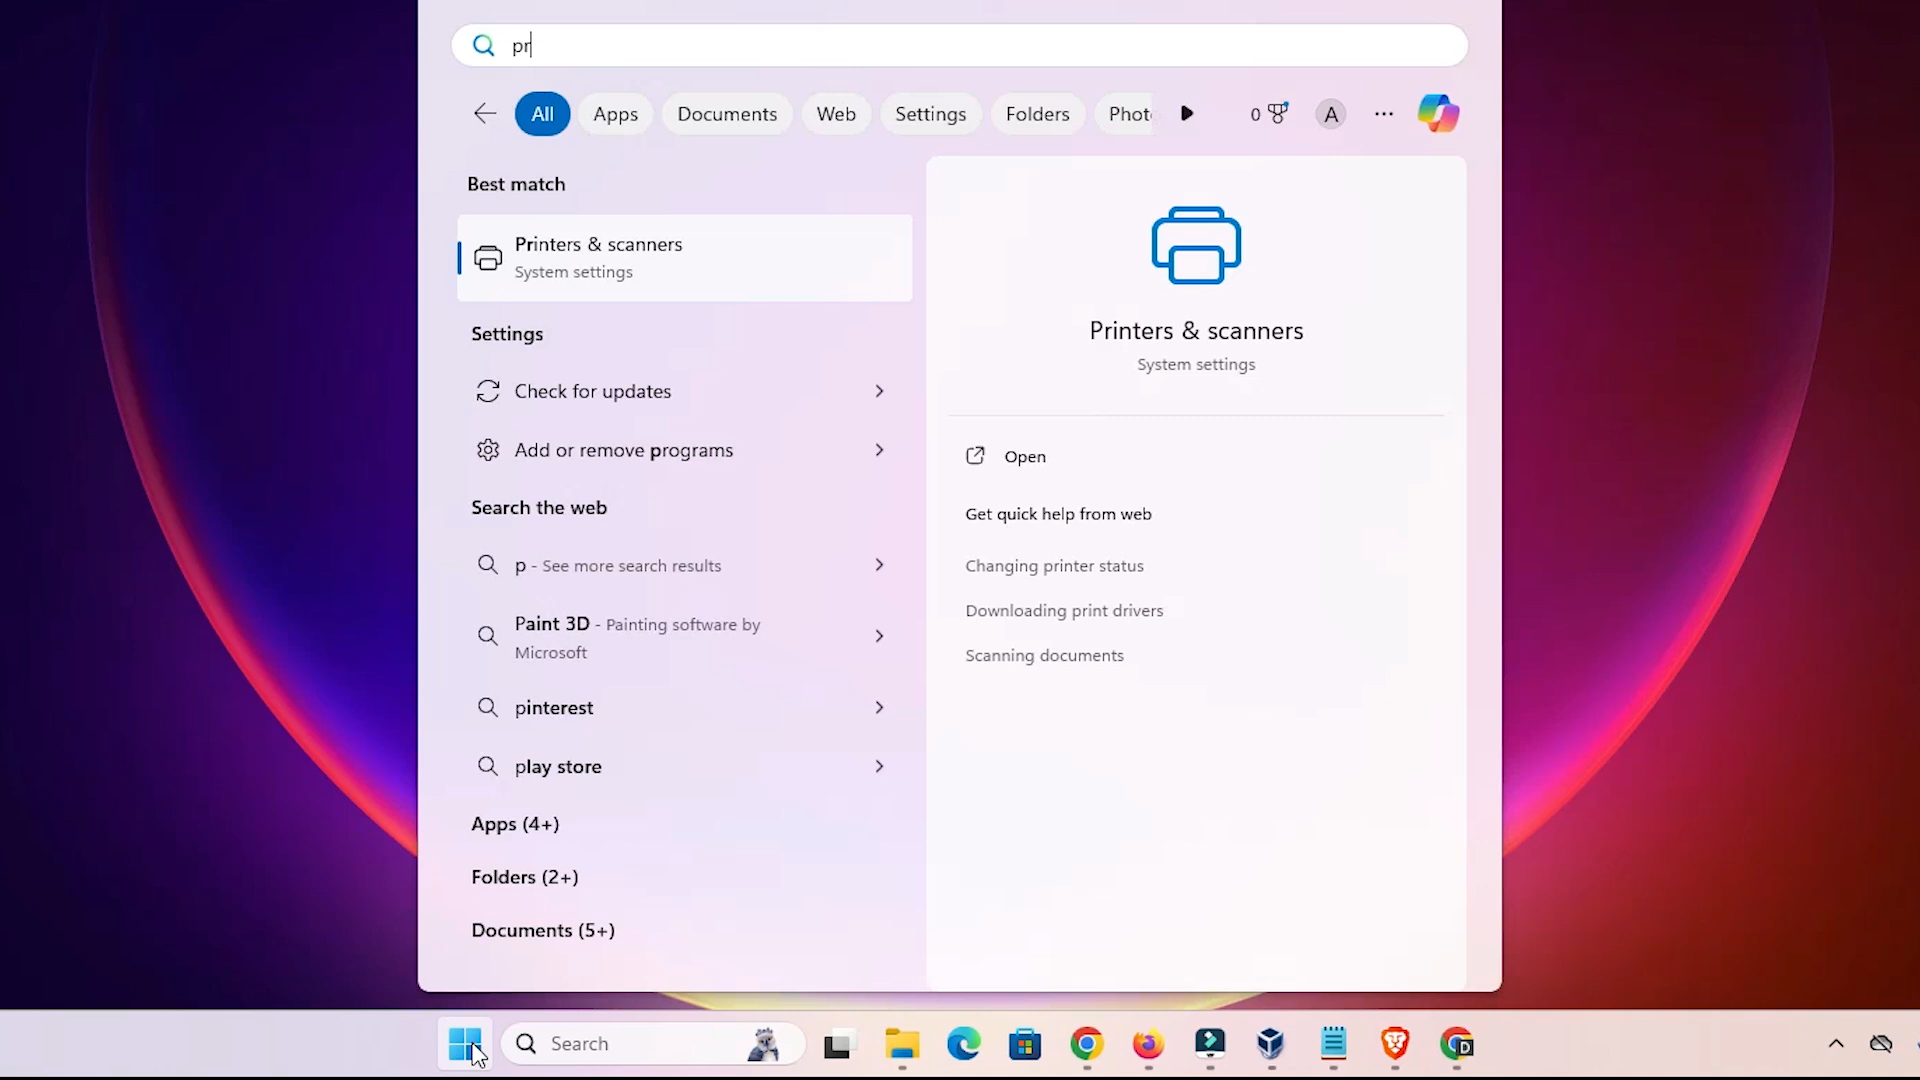 pr
All Apps Documents Web Settings Folders Phot 0 A ...
Best match
Printers & scanners
System settings
Settings
Check for updates
Add or remove programs
Search the web
p - See more search results
Paint 3D - Painting software by
Microsoft
pinterest
play store
Apps (4+)
Folders (2+)
Documents (5+)
Printers & scanners
System settings
Open
Get quick help from web
Changing printer status
Downloading print drivers
Scanning documents
Search
D